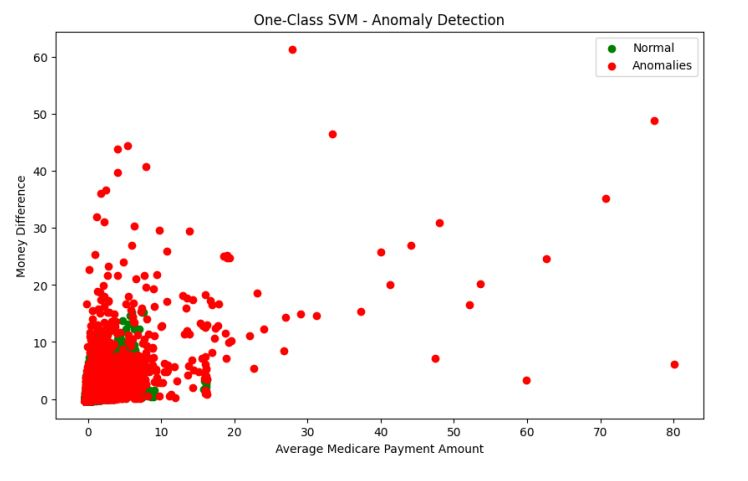 One-Class SVM - Anomaly Detection
Normal
Anomalies
60
50
40
30
20
10
0
Money Difference
0 10 20 30 40 50 60 70 80
Average Medicare Payment Amount